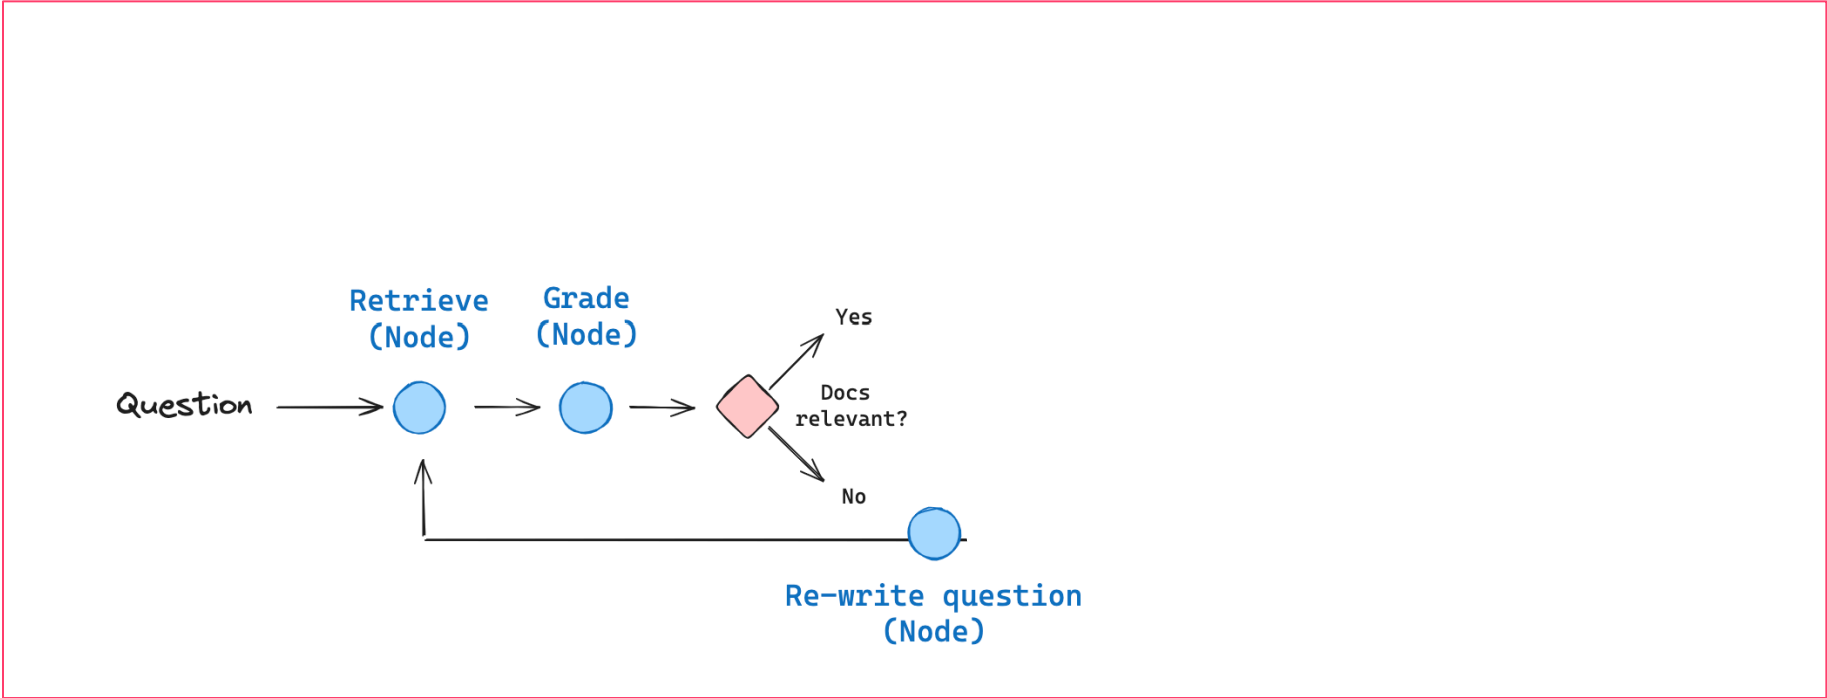 Retrieve
(Node)
Grade
(Node)
Yes
Question
Docs
relevant?
No
Re-write question
(Node)